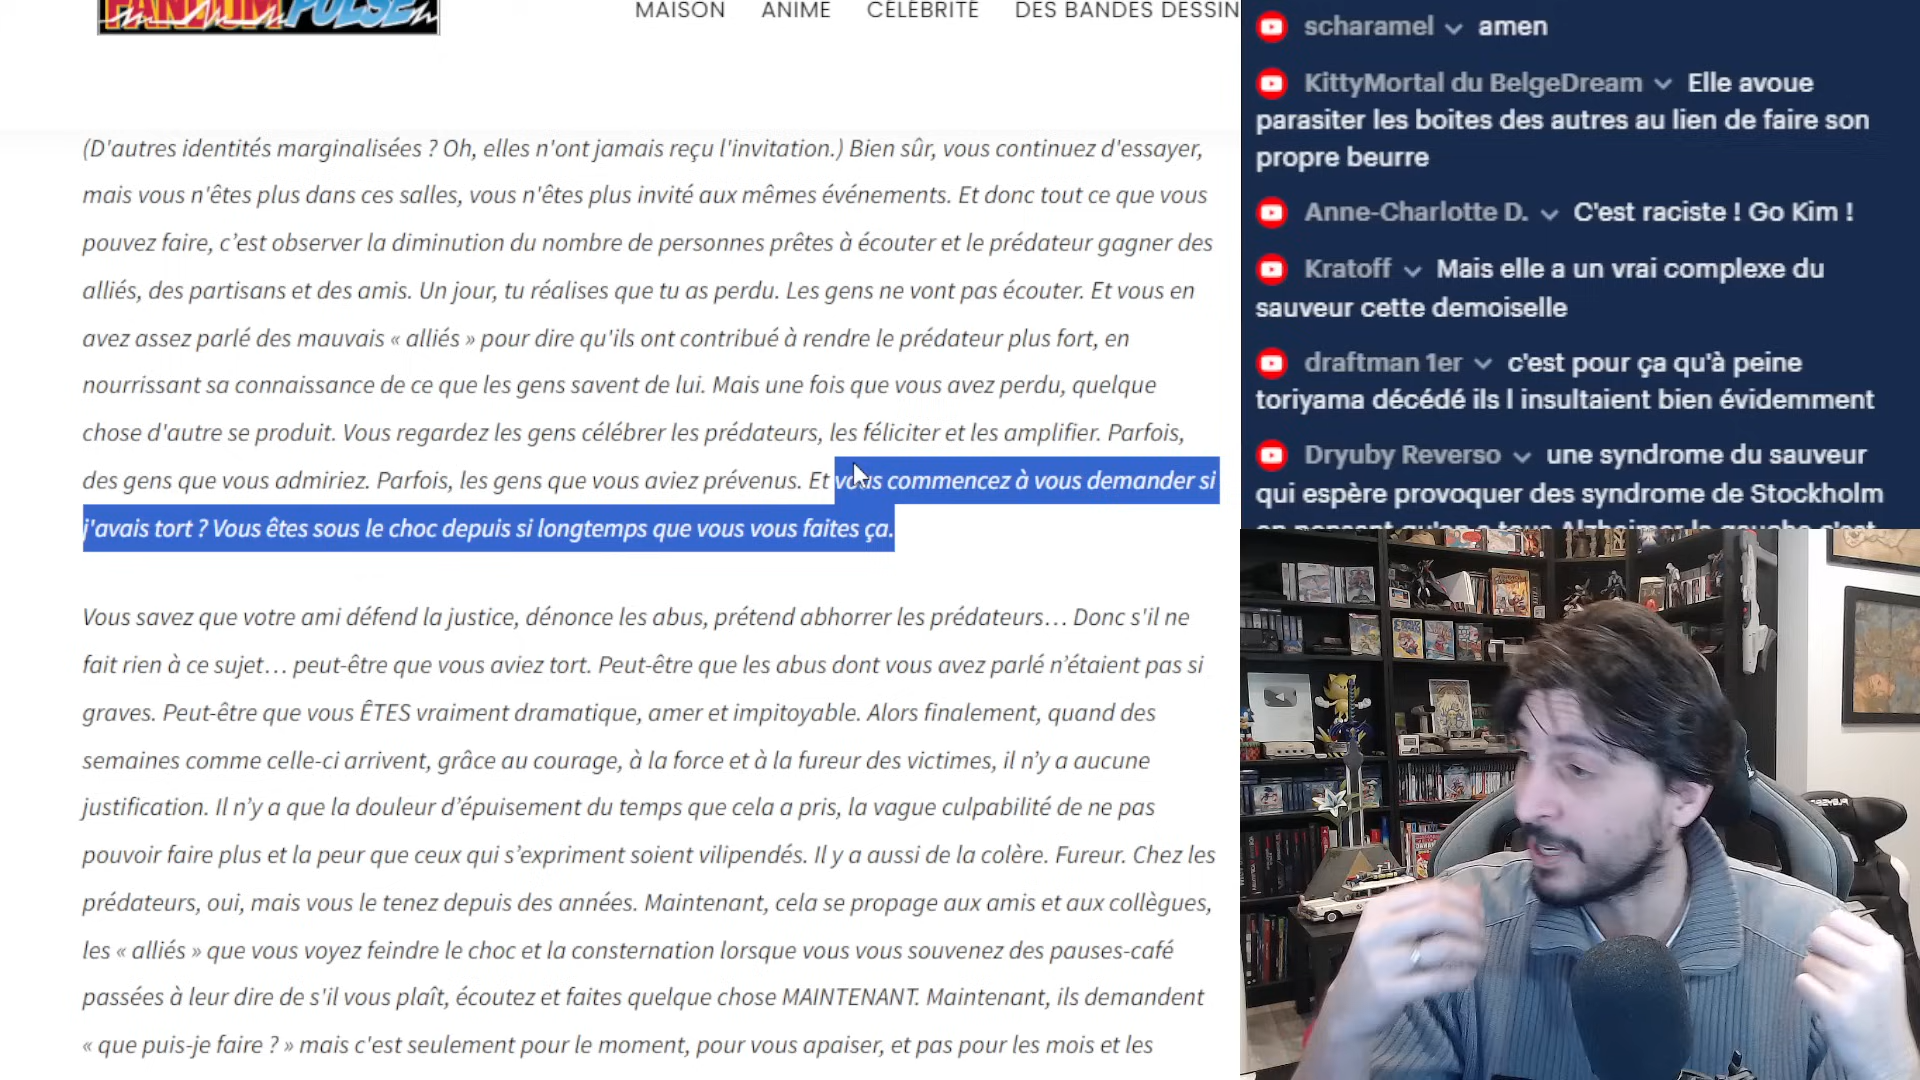 FANDOM PULSE
MAISON ANIME CÉLÉBRITÉ DES BANDES DESSIN
(D'autres identités marginalisées ? Oh, elles n'ont jamais reçu l'invitation.) Bien sûr, vous continuez d'essayer,
mais vous n'êtes plus dans ces salles, vous n'êtes plus invité aux mêmes événements. Et donc tout ce que vous
pouvez faire, c’est observer la diminution du nombre de personnes prêtes à écouter et le prédateur gagner des
alliés, des partisans et des amis. Un jour, tu réalises que tu as perdu. Les gens ne vont pas écouter. Et vous en
avez assez parlé des mauvais « alliés » pour dire qu'ils ont contribué à rendre le prédateur plus fort, en
nourrissant sa connaissance de ce que les gens savent de lui. Mais une fois que vous avez perdu, quelque
chose d'autre se produit. Vous regardez les gens célébrer les prédateurs, les féliciter et les amplifier. Parfois,
des gens que vous admiriez. Parfois, les gens que vous aviez prévenus. Et vous commencez à vous demander si
j'avais tort ? Vous êtes sous le choc depuis si longtemps que vous vous faites ça.
Vous savez que votre ami défend la justice, dénonce les abus, prétend abhorrer les prédateurs… Donc s'il ne
fait rien à ce sujet… peut-être que vous aviez tort. Peut-être que les abus dont vous avez parlé n’étaient pas si
graves. Peut-être que vous ÊTES vraiment dramatique, amer et impitoyable. Alors finalement, quand des
semaines comme celle-ci arrivent, grâce au courage, à la force et à la fureur des victimes, il n’y a aucune
justification. Il n’y a que la douleur d’épuisement du temps que cela a pris, la vague culpabilité de ne pas
pouvoir faire plus et la peur que ceux qui s’expriment soient vilipendés. Il y a aussi de la colère. Fureur. Chez les
prédateurs, oui, mais vous le tenez depuis des années. Maintenant, cela se propage aux amis et aux collègues,
les « alliés » que vous voyez feindre le choc et la consternation lorsque vous vous souvenez des pauses-café
passées à leur dire de s'il vous plaît, écoutez et faites quelque chose MAINTENANT. Maintenant, ils demandent
« que puis-je faire ? » mais c'est seulement pour le moment, pour vous apaiser, et pas pour les mois et les
scharamel amen
KittyMortal du BelgeDream Elle avoue
parasiter les boites des autres au lien de faire son
propre beurre
Anne-Charlotte D. C'est raciste ! Go Kim !
Kratoff Mais elle a un vrai complexe du
sauveur cette demoiselle
draftman 1er c'est pour ça qu'à peine
toriyama décédé ils l insultaient bien évidemment
Dryuby Reverso une syndrome du sauveur
qui espère provoquer des syndrome de Stockholm
en pensant qu'on a tous Alzheimer la gauche c'est